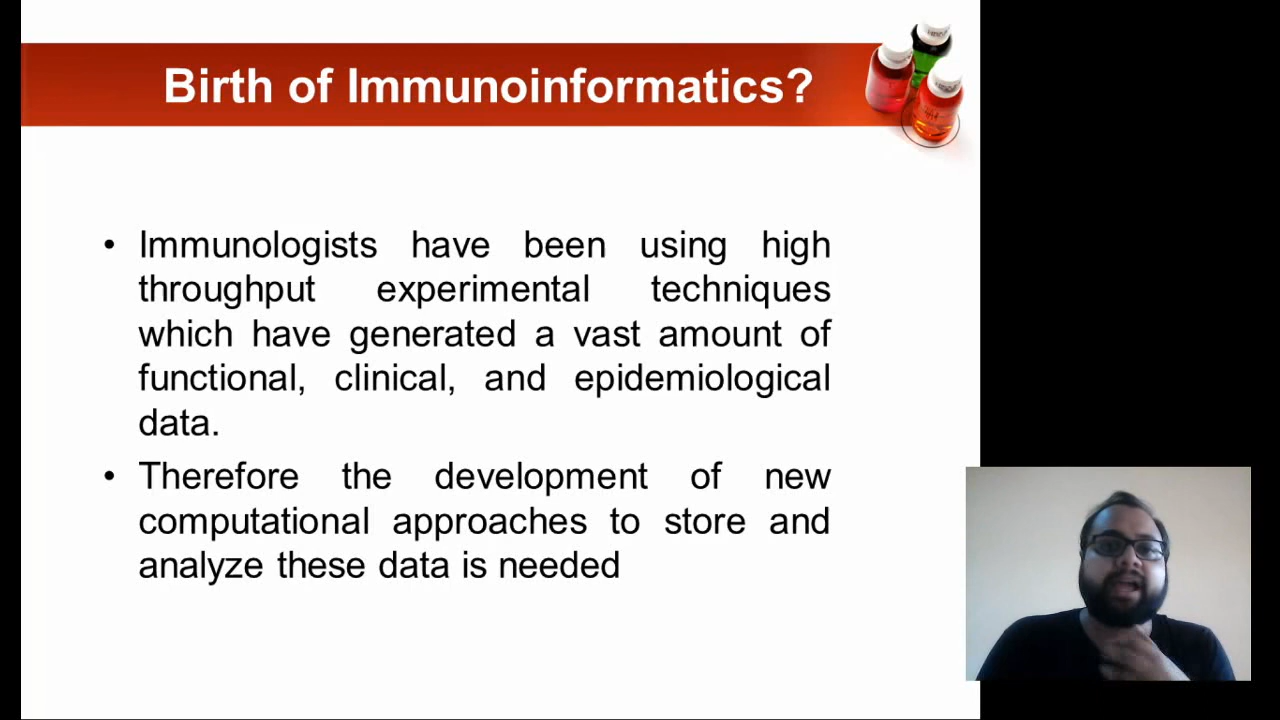 Birth of Immunoinformatics?
• Immunologists have been using high
throughput experimental techniques
which have generated a vast amount of
functional, clinical, and epidemiological
data.
• Therefore the development of new
computational approaches to store and
analyze these data is needed